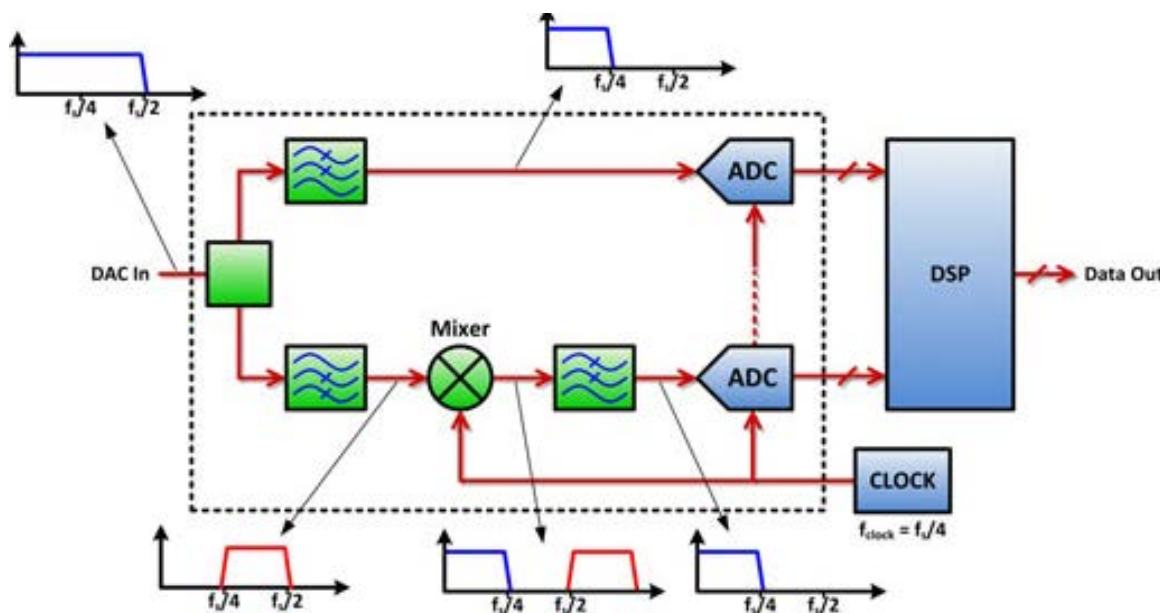 fs/4 fs/2
fs/4 fs/2
ADC
DAC In
DSP
Data Out
Mixer
ADC
CLOCK
fclock = fs/4
fs/4 fs/2
fs/4 fs/2
fs/4 fs/2